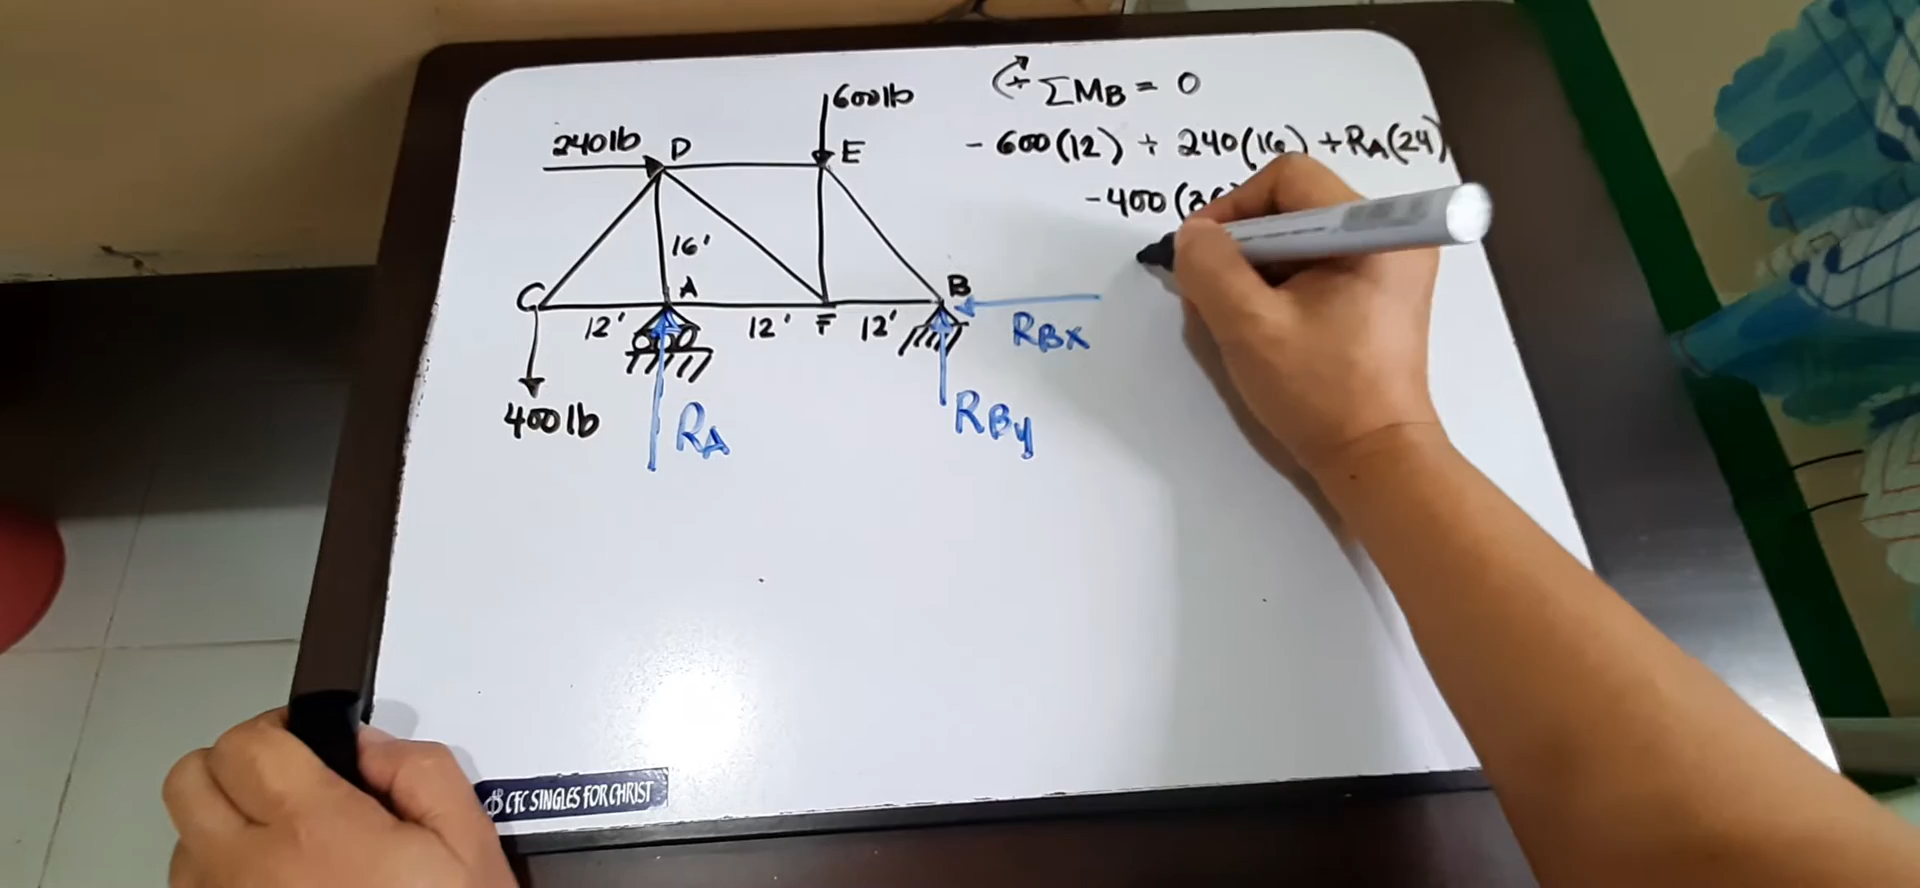 ↷+ ΣMB = 0
- 600(12) + 240(16) + RA(24)
-400(36
600lb
240lb
D
E
16'
C
A
B
12'
12'
F
12'
RBX
400lb
RA
RBy
CFC SINGLES FOR CHRIST